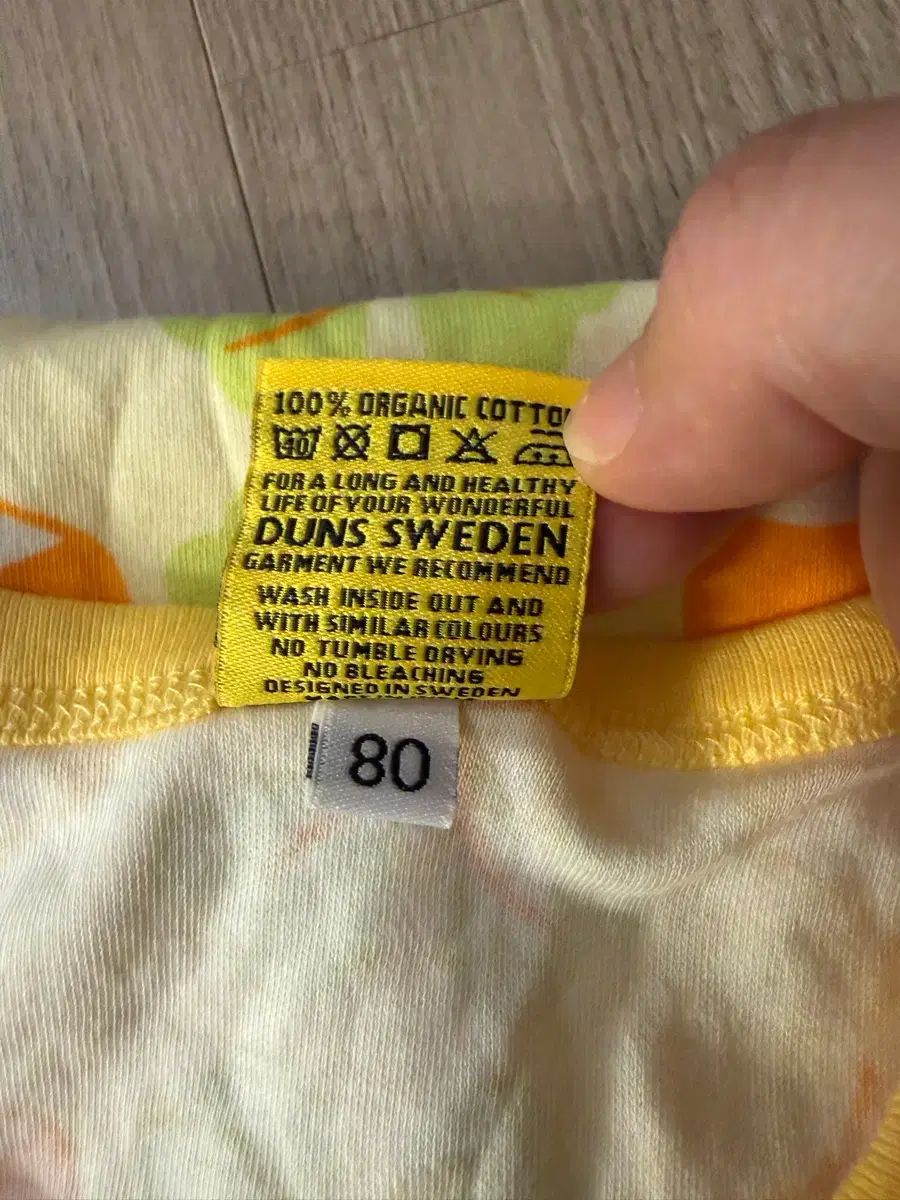 100% ORGANIC COTTO
40
FOR A LONG AND HEALTHY
LIFE OF YOUR WONDERFUL
DUNS SWEDEN
GARMENT WE RECOMMEND
WASH INSIDE OUT AND
WITH SIMILAR COLOURS
NO TUMBLE DRYING
NO BLEACHING
DESIGNED IN SWEDEN
80